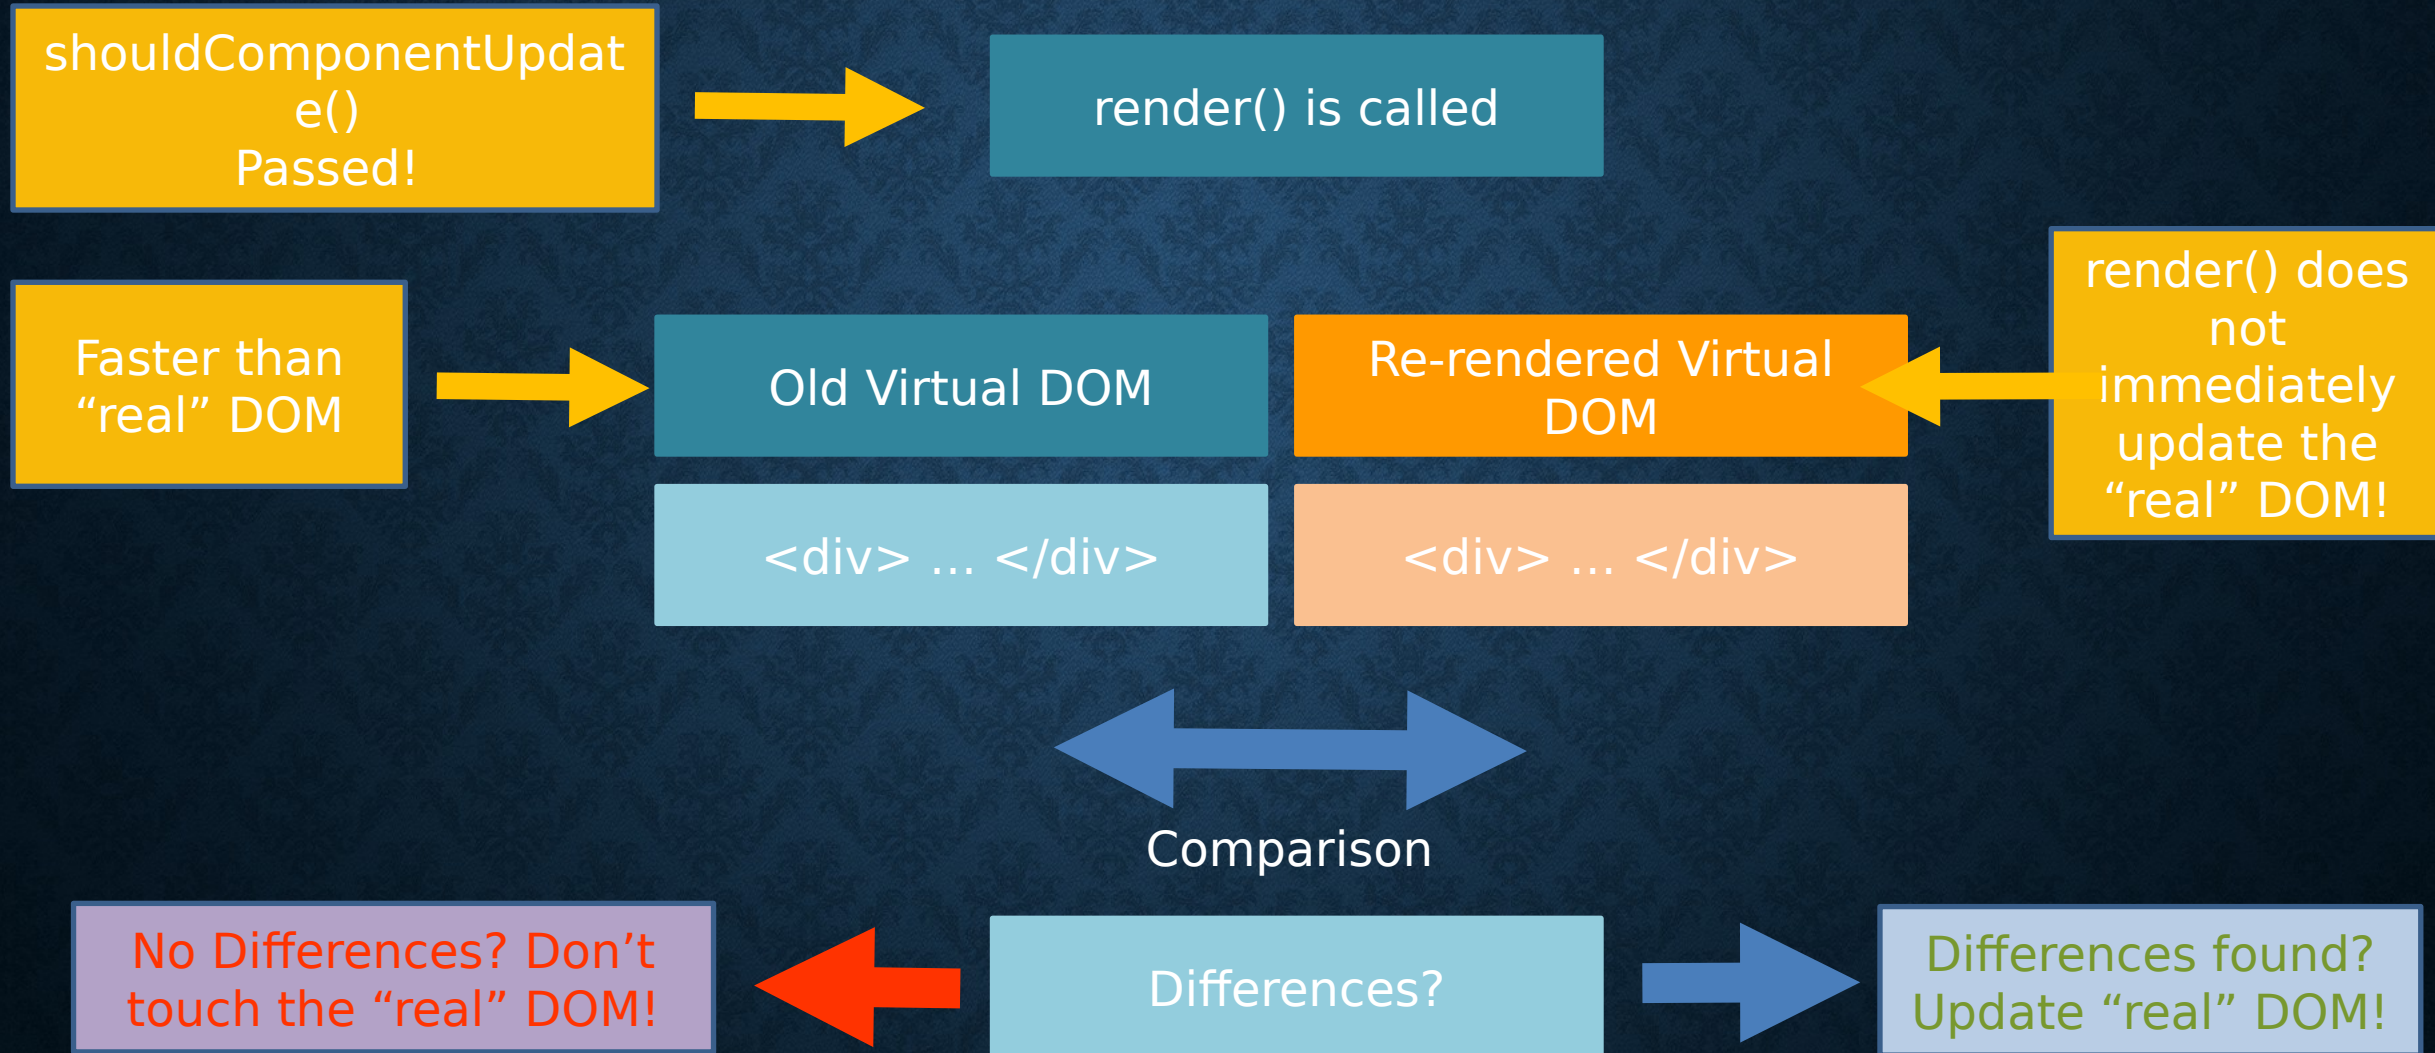 shouldComponentUpdat
e()
Passed!
render() is called
Faster than
“real” DOM
Old Virtual DOM
Re-rendered Virtual
DOM
render() does
not
immediately
update the
“real” DOM!
<div> … </div>
<div> … </div>
Comparison
No Differences? Don’t
touch the “real” DOM!
Differences?
Differences found?
Update “real” DOM!